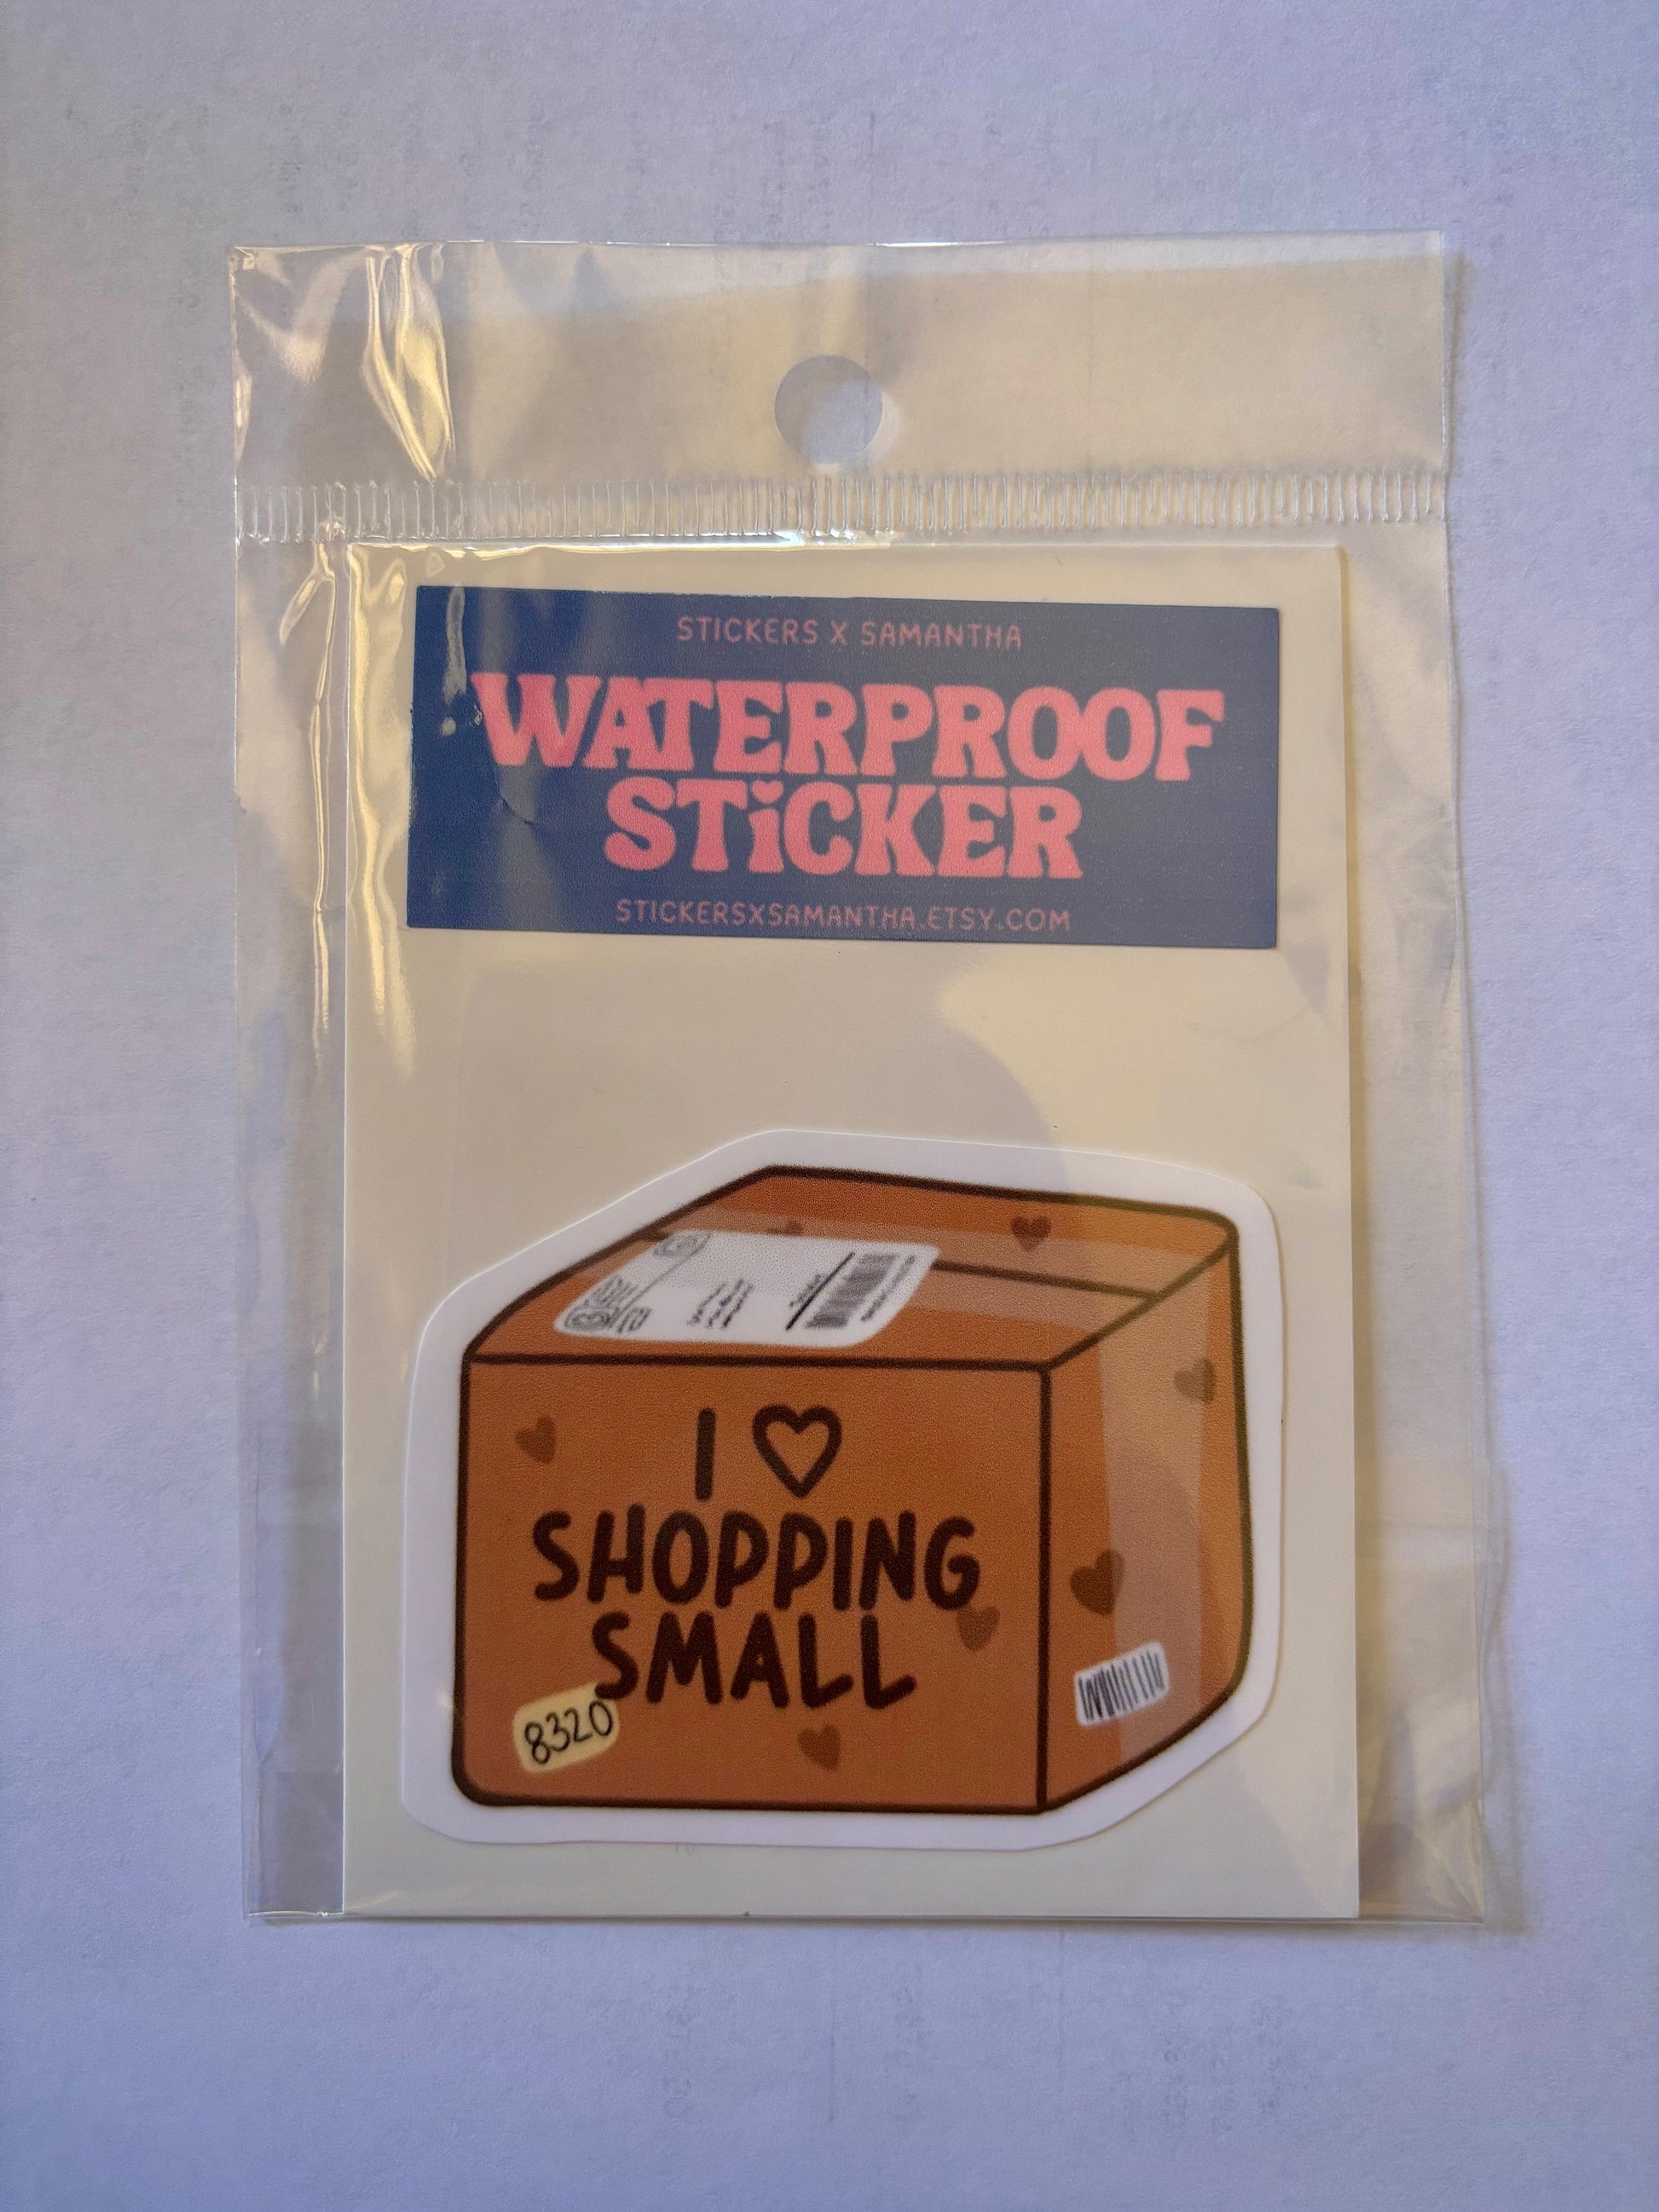 STICKERS X SAMANTHA
WATERPROOF
STiCKER
STICKERSXSAMANTHA.ETSY.COM
I ♡
SHOPPING
SMALL
8320